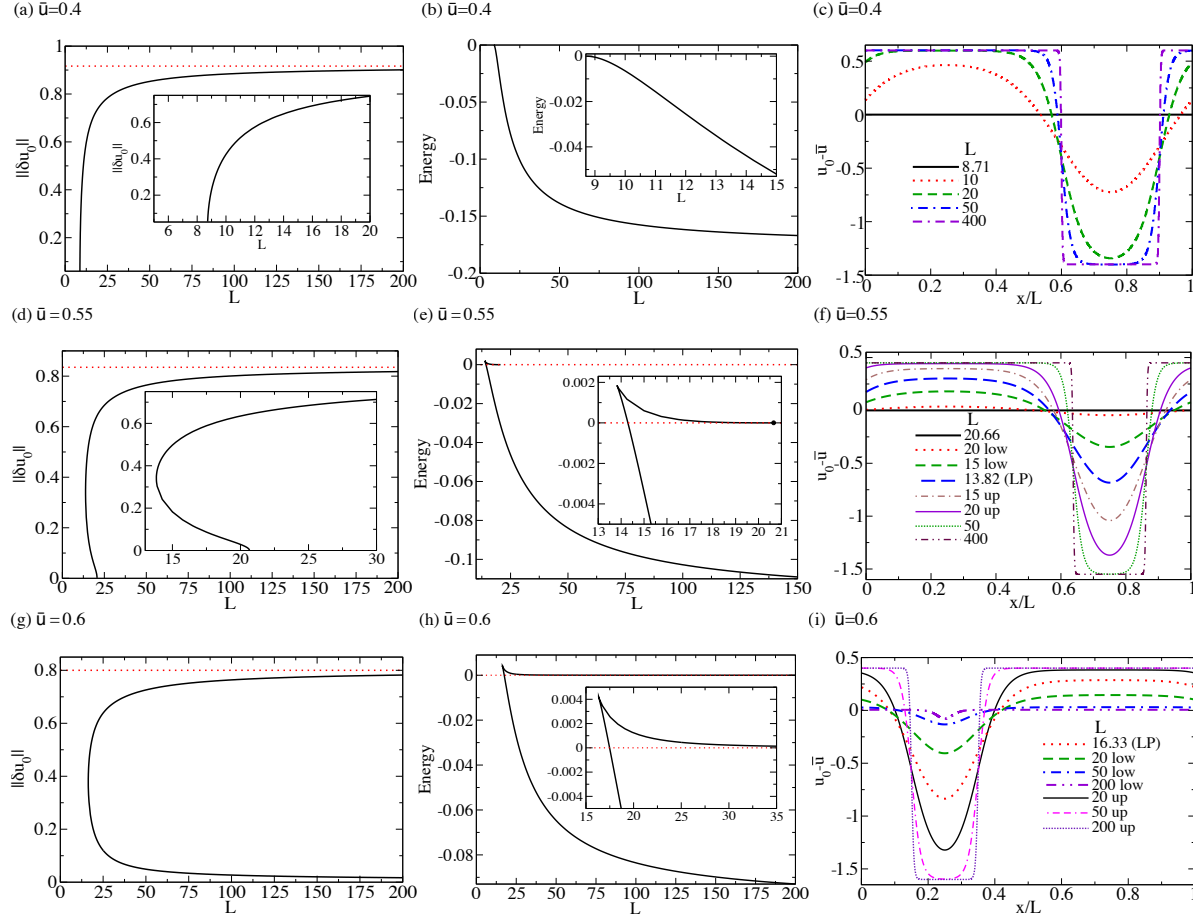 (a) ū=0.4
(b) ū=0.4
(c) ū=0.4
1
0.8
0.6
0.4
0.2
||δu₀||
0 25 50 75 100 125 150 175 200
L
0.6
0.4
0.2
||δu₀||
6 8 10 12 14 16 18 20
L
0
-0.05
-0.1
-0.15
-0.2
Energy
0 50 100 150 200
L
0
-0.02
-0.04
Energy
9 10 11 12 13 14 15
L
0.5
0
-0.5
-1
-1.5
u₀-ū
0 0.2 0.4 0.6 0.8 1
x/L
L
8.71
10
20
50
400
(d) ū=0.55
(e) ū=0.55
(f) ū=0.55
0.8
0.6
0.4
0.2
0
||δu₀||
0 25 50 75 100 125 150 175 200
L
0.6
0.4
0.2
0
||δu₀||
15 20 25 30
0
-0.02
-0.04
-0.06
-0.08
-0.1
Energy
25 50 75 100 125 150
L
0.002
0.000
-0.002
-0.004
13 14 15 16 17 18 19 20 21
0.5
0
-0.5
-1
-1.5
u₀-ū
0 0.2 0.4 0.6 0.8 1
x/L
L
20.66
20 low
15 low
13.82 (LP)
15 up
20 up
50
400
(g) ū=0.6
(h) ū=0.6
(i) ū=0.6
0.8
0.6
0.4
0.2
0
||δu₀||
0 25 50 75 100 125 150 175 200
L
0
-0.02
-0.04
-0.06
-0.08
Energy
0 25 50 75 100 125 150 175 200
L
0.004
0.002
0.000
-0.002
-0.004
15 20 25 30 35
0.5
0
-0.5
-1
-1.5
u₀-ū
0 0.2 0.4 0.6 0.8 1
x/L
L
16.33 (LP)
20 low
50 low
200 low
20 up
50 up
200 up